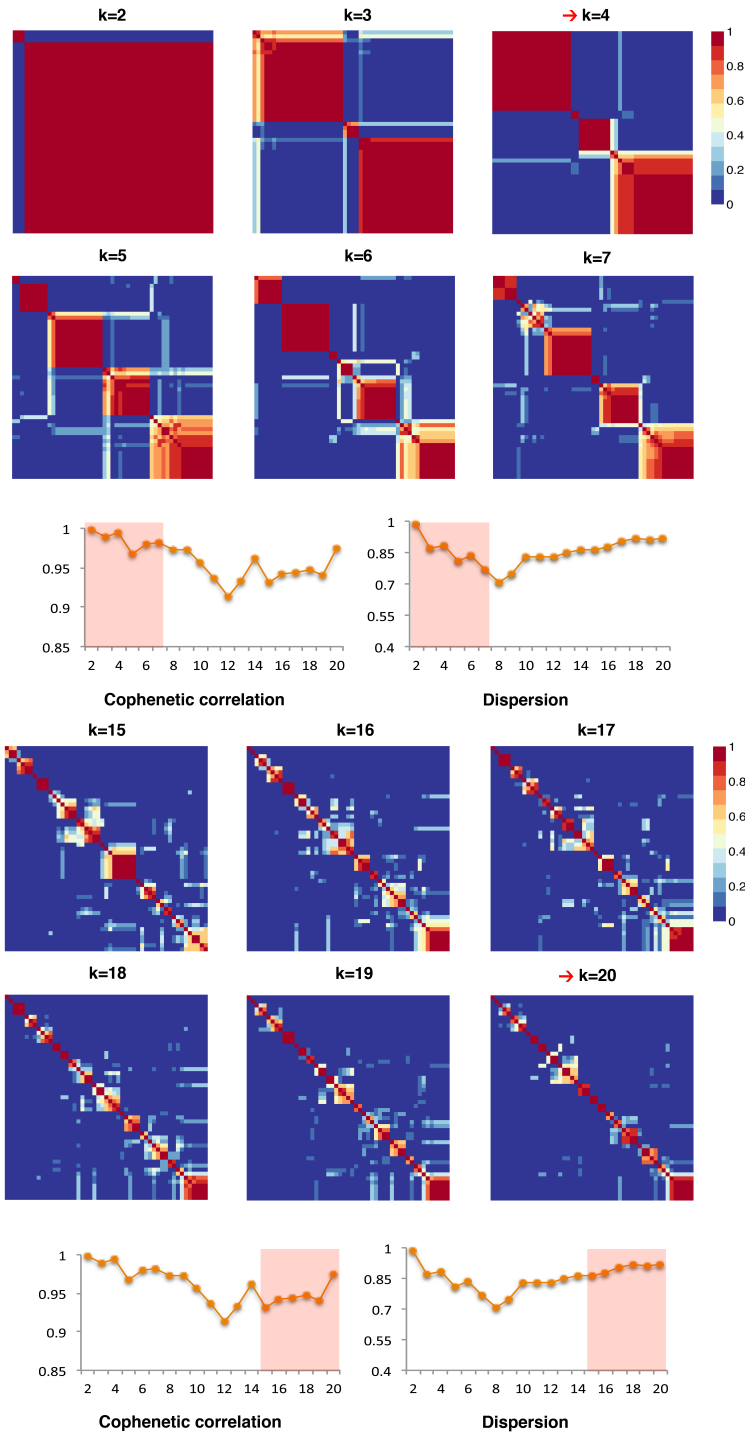 k=2 k=3 → k=4
1
0.8
0.6
0.4
0.2
0
k=5 k=6 k=7
1
0.95
0.9
0.85
2 4 6 8 10 12 14 16 18 20
Cophenetic correlation
1
0.85
0.7
0.55
0.4
2 4 6 8 10 12 14 16 18 20
Dispersion
k=15 k=16 k=17
1
0.8
0.6
0.4
0.2
0
k=18 k=19 → k=20
1
0.95
0.9
0.85
2 4 6 8 10 12 14 16 18 20
Cophenetic correlation
1
0.85
0.7
0.55
0.4
2 4 6 8 10 12 14 16 18 20
Dispersion